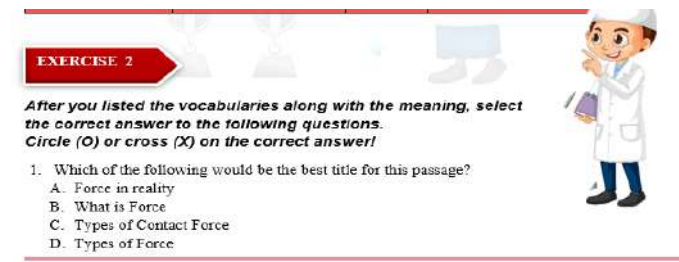 EXERCISE 2
After you listed the vocabularies along with the meaning, select
the correct answer to the following questions.
Circle (O) or cross (X) on the correct answer!
1. Which of the following would be the best title for this passage?
A. Force in reality
B. What is Force
C. Types of Contact Force
D. Types of Force